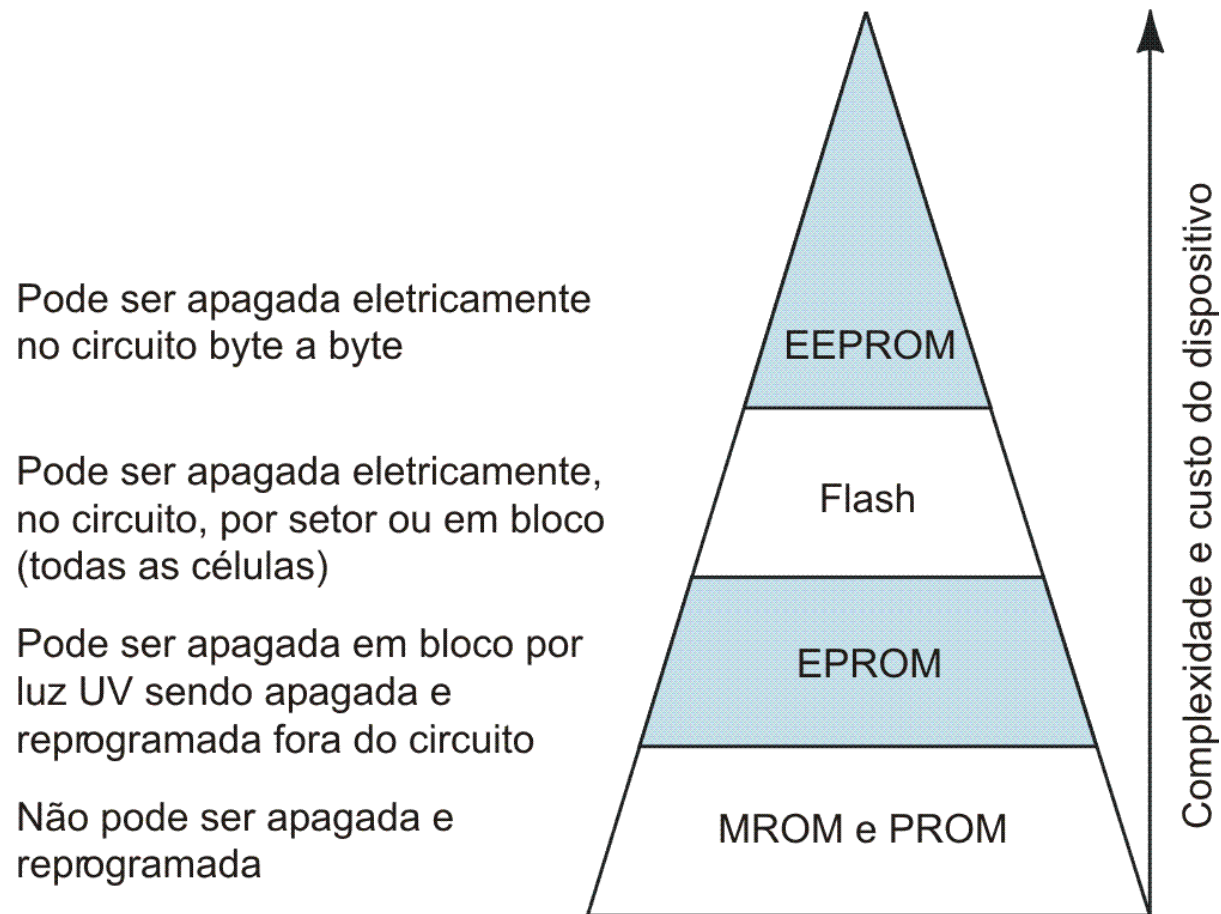 Pode ser apagada eletricamente
no circuito byte a byte
EEPROM
Pode ser apagada eletricamente,
no circuito, por setor ou em bloco
(todas as células)
Flash
Pode ser apagada em bloco por
luz UV sendo apagada e
reprogramada fora do circuito
EPROM
Não pode ser apagada e
reprogramada
MROM e PROM
Complexidade e custo do dispositivo